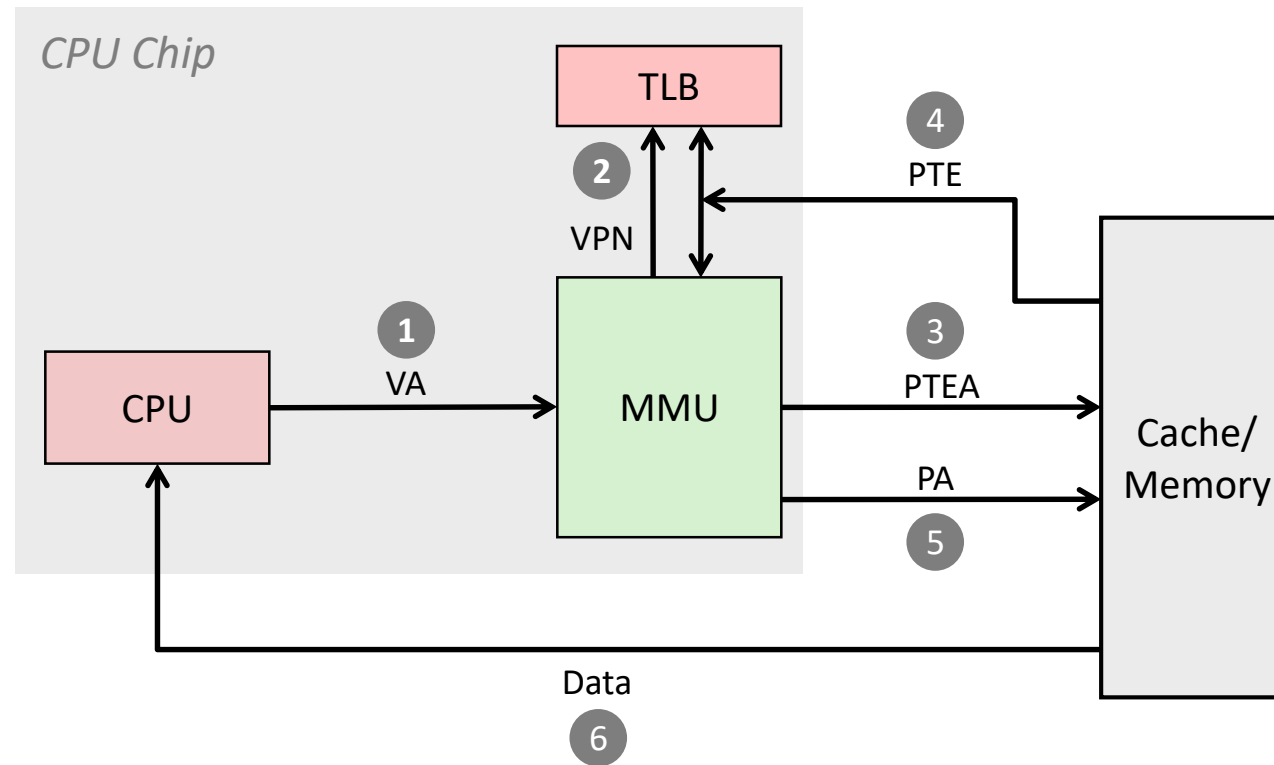 CPU Chip
TLB
4
PTE
2
VPN
1
VA
3
PTEA
CPU
MMU
Cache/
Memory
PA
5
Data
6